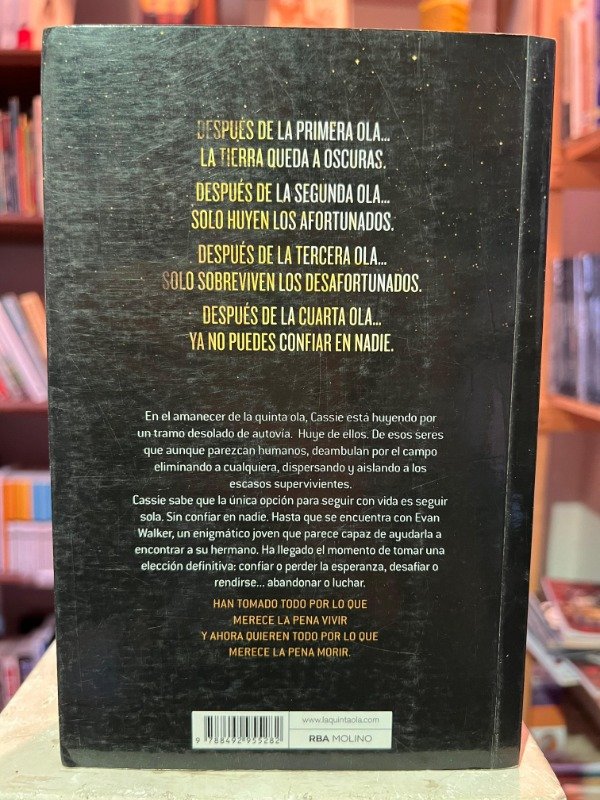 DESPUÉS DE LA PRIMERA OLA...
LA TIERRA QUEDA A OSCURAS.
DESPUÉS DE LA SEGUNDA OLA...
SOLO HUYEN LOS AFORTUNADOS.
DESPUÉS DE LA TERCERA OLA...
SOLO SOBREVIVEN LOS DESAFORTUNADOS.
DESPUÉS DE LA CUARTA OLA...
YA NO PUEDES CONFIAR EN NADIE.
En el amanecer de la quinta ola, Cassie está huyendo por
un tramo desolado de autovía. Huye de ellos. De esos seres
que aunque parezcan humanos, deambulan por el campo
eliminando a cualquiera, dispersando y aislando a los
escasos supervivientes.
Cassie sabe que la única opción para seguir con vida es seguir
sola. Sin confiar en nadie. Hasta que se encuentra con Evan
Walker, un enigmático joven que parece capaz de ayudarla a
encontrar a su hermano. Ha llegado el momento de tomar una
elección definitiva: confiar o perder la esperanza, desafiar o
rendirse... abandonar o luchar.
HAN TOMADO TODO POR LO QUE
MERECE LA PENA VIVIR
Y AHORA QUIEREN TODO POR LO QUE
MERECE LA PENA MORIR.
www.laquintaola.com
RBA MOLINO
9 788492 955282